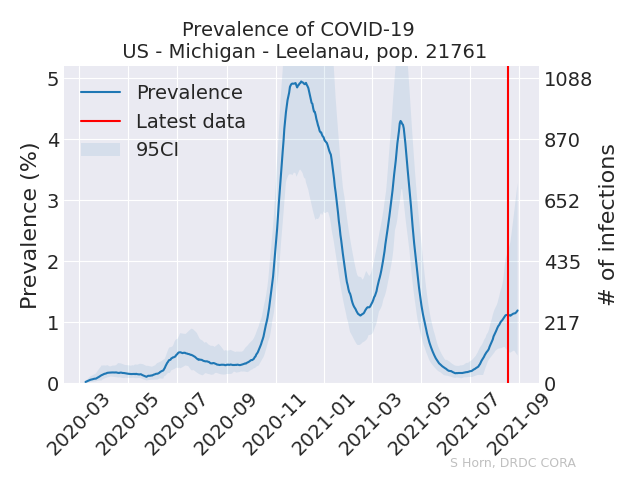 Prevalence of COVID-19
US - Michigan - Leelanau, pop. 21761
Prevalence
Latest data
95CI
Prevalence (%)
5
4
3
2
1
0
1088
870
652
435
217
0
# of infections
2020-03
2020-05
2020-07
2020-09
2020-11
2021-01
2021-03
2021-05
2021-07
2021-09
S Horn, DRDC CORA